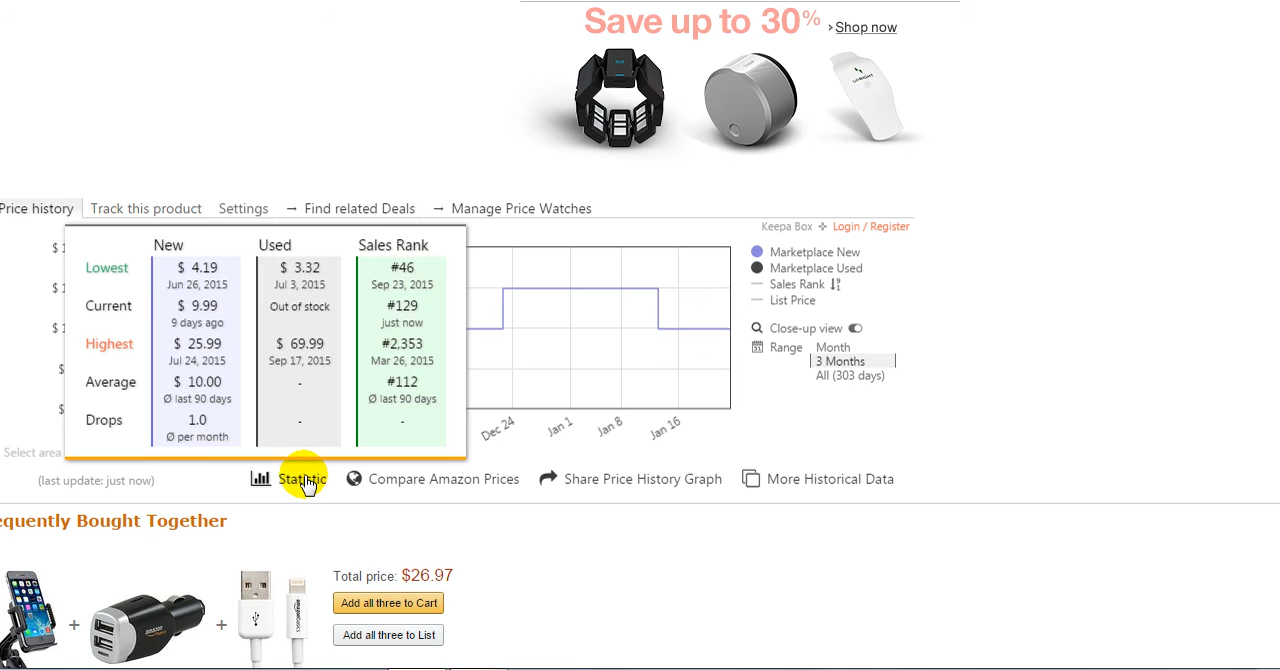 Save up to 30% › Shop now
Price history Track this product Settings → Find related Deals → Manage Price Watches
Keepa Box Login / Register
New Used Sales Rank
Lowest $ 4.19 $ 3.32 #46
Jun 26, 2015 Jul 3, 2015 Sep 23, 2015
Current $ 9.99 Out of stock #129
9 days ago just now
Highest $ 25.99 $ 69.99 #2,353
Jul 24, 2015 Sep 17, 2015 Mar 26, 2015
Average $ 10.00 - #112
Ø last 90 days Ø last 90 days
Drops 1.0 - -
Ø per month
$ 1
$ 1
$ 1
$
$
Dec 24 Jan 1 Jan 8 Jan 16
Marketplace New
Marketplace Used
Sales Rank
List Price
Close-up view
Range Month
3 Months
All (303 days)
Select area
(last update: just now) Statistic Compare Amazon Prices Share Price History Graph More Historical Data
equently Bought Together
Total price: $26.97
Add all three to Cart
Add all three to List
amazon
amazonbasics